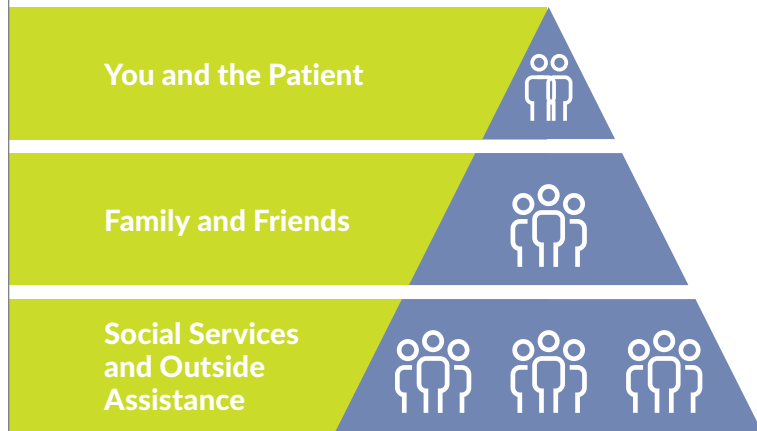 You and the Patient
Family and Friends
Social Services
and Outside
Assistance